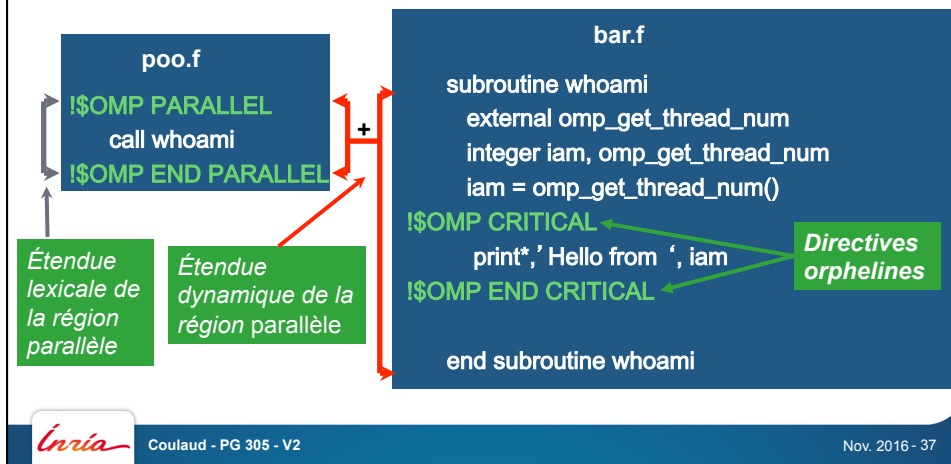 poo.f
!$OMP PARALLEL
call whoami
!$OMP END PARALLEL
+
Étendue
lexicale de
la région
parallèle
Étendue
dynamique de la
région parallèle
bar.f
subroutine whoami
external omp_get_thread_num
integer iam, omp_get_thread_num
iam = omp_get_thread_num()
!$OMP CRITICAL
print*,’ Hello from ‘, iam
!$OMP END CRITICAL
end subroutine whoami
Directives
orphelines
Inría
Coulaud - PG 305 - V2
Nov. 2016 - 37